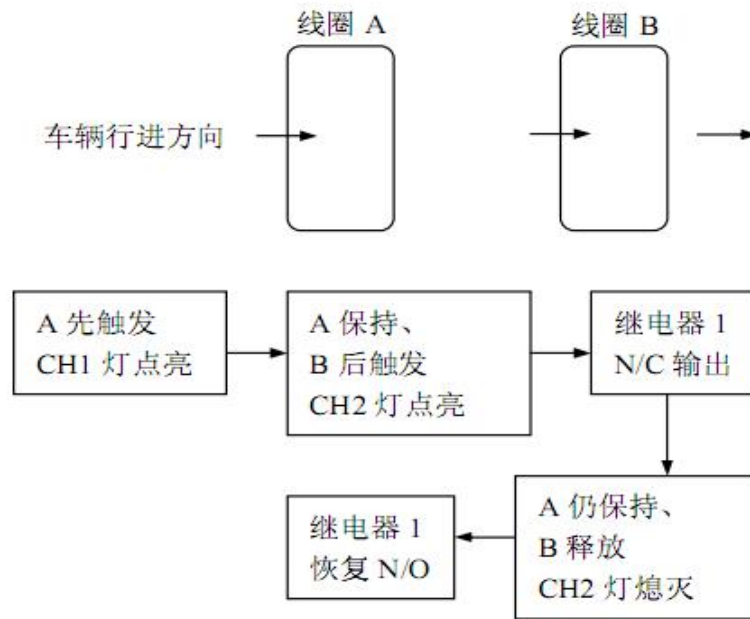 线圈 A
线圈 B
车辆行进方向
A 先触发
CH1 灯点亮
A 保持、
B 后触发
CH2 灯点亮
继电器 1
N/C 输出
A 仍保持、
B 释放
CH2 灯熄灭
继电器 1
恢复 N/O